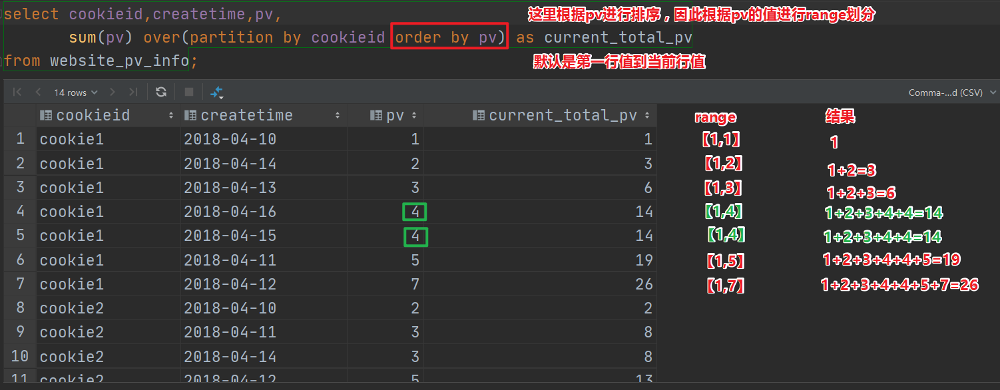 select cookieid,createtime,pv,
这里根据pv进行排序，因此根据pv的值进行range划分
sum(pv) over(partition by cookieid order by pv) as current_total_pv
from website_pv_info;
默认是第一行值到当前行值
14 rows
Comma-...d (CSV)
cookieid createtime pv current_total_pv range 结果
1 cookie1 2018-04-10 1 1 【1,1】 1
2 cookie1 2018-04-14 2 3 【1,2】 1+2=3
3 cookie1 2018-04-13 3 6 【1,3】 1+2+3=6
4 cookie1 2018-04-16 4 14 【1,4】 1+2+3+4+4=14
5 cookie1 2018-04-15 4 14 【1,4】 1+2+3+4+4=14
6 cookie1 2018-04-11 5 19 【1,5】 1+2+3+4+4+5=19
7 cookie1 2018-04-12 7 26 【1,7】 1+2+3+4+4+5+7=26
8 cookie2 2018-04-10 2 2
9 cookie2 2018-04-11 3 8
10 cookie2 2018-04-14 3 8
11 cookie2 2018-04-12 5 13